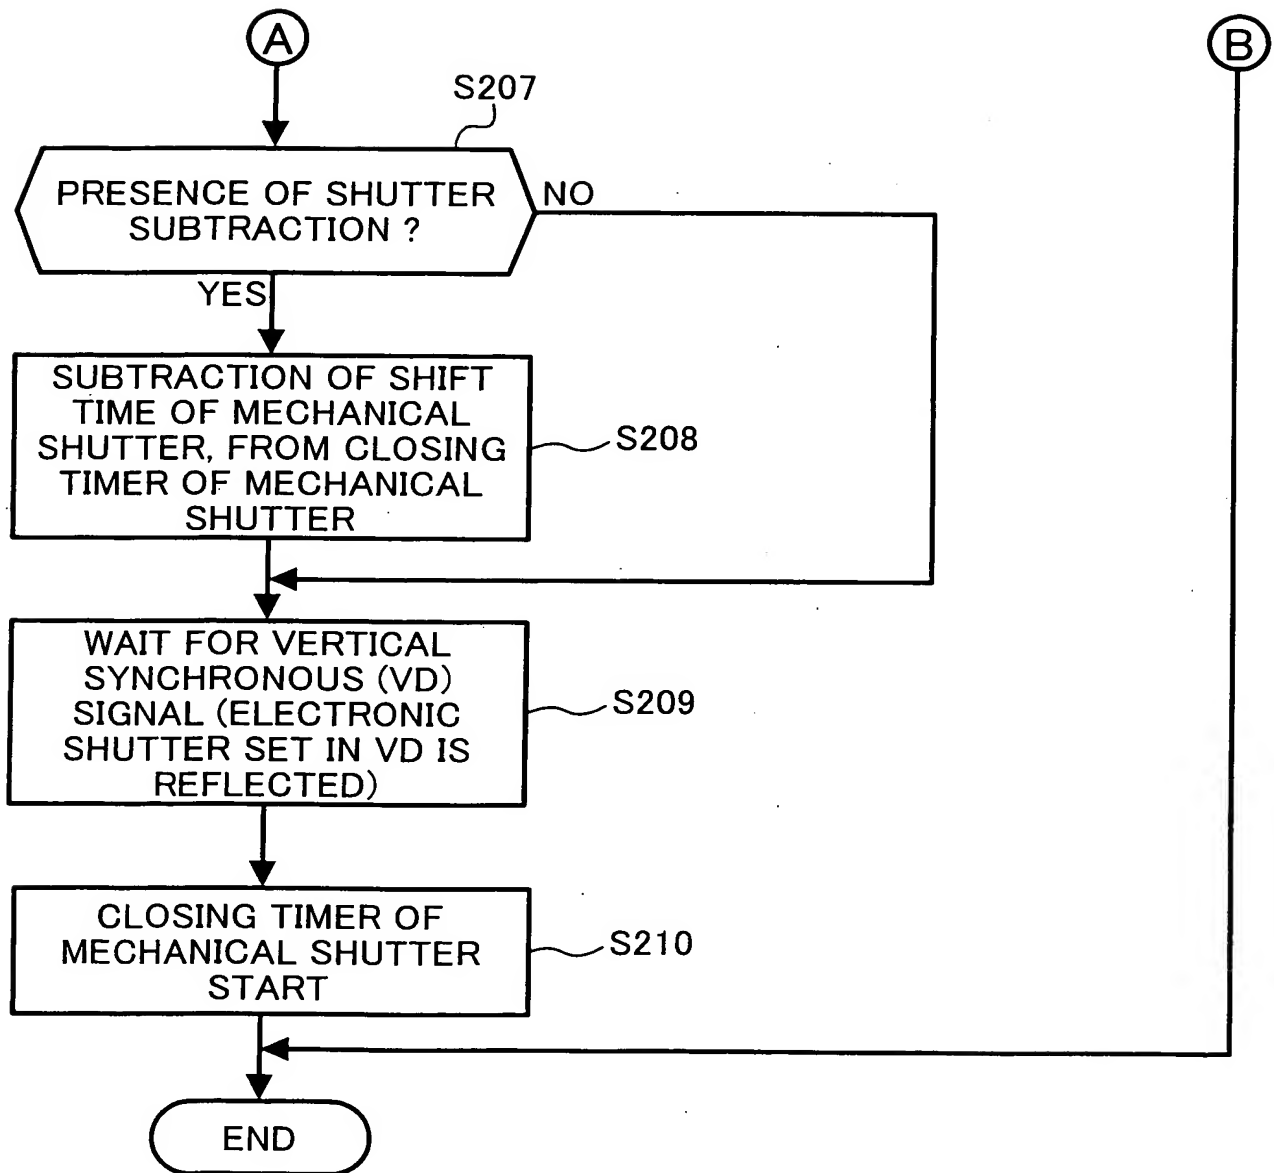 A
B
S207
PRESENCE OF SHUTTER
SUBTRACTION ?
NO
YES
SUBTRACTION OF SHIFT
TIME OF MECHANICAL
SHUTTER, FROM CLOSING
TIMER OF MECHANICAL
SHUTTER
S208
WAIT FOR VERTICAL
SYNCHRONOUS (VD)
SIGNAL (ELECTRONIC
SHUTTER SET IN VD IS
REFLECTED)
S209
CLOSING TIMER OF
MECHANICAL SHUTTER
START
S210
END